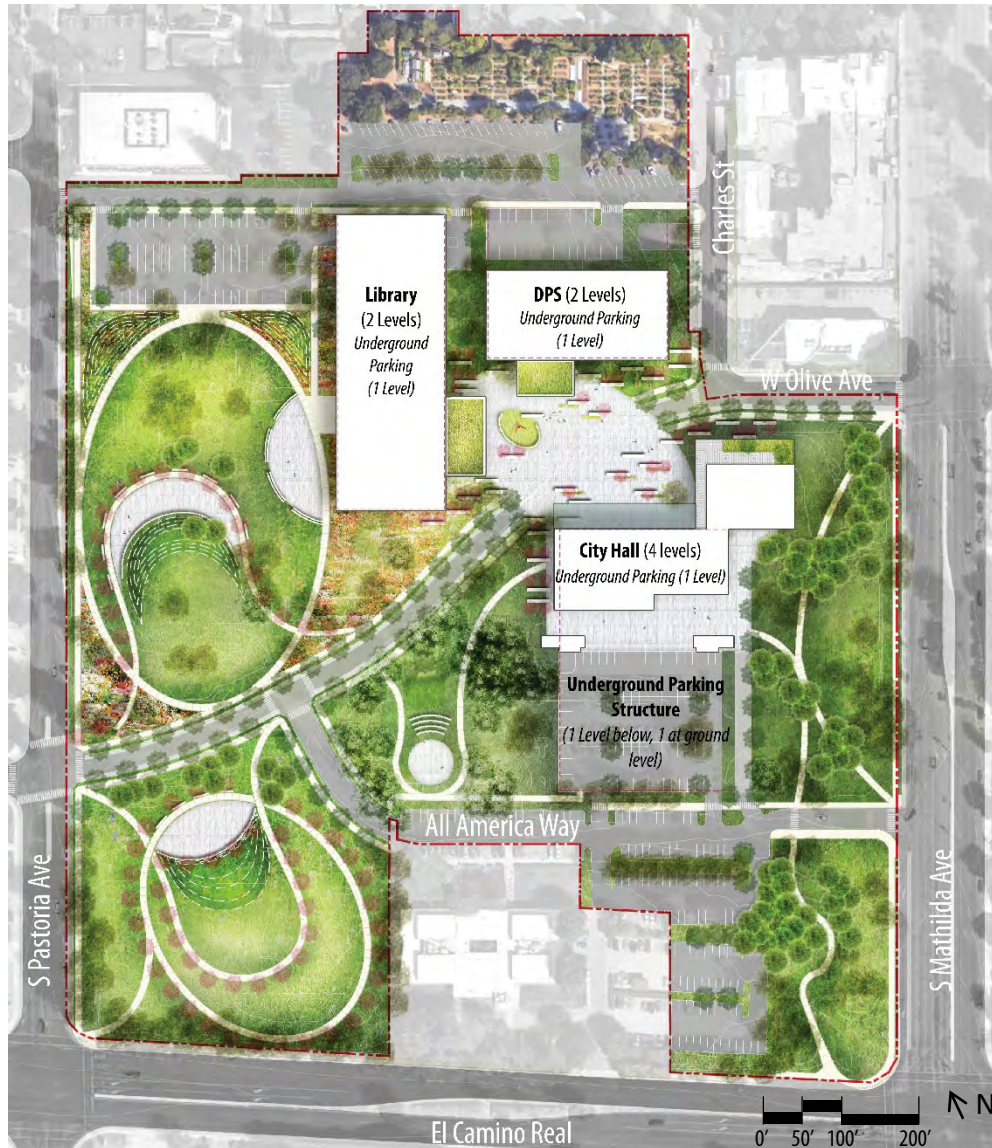 Charles St
Library
(2 Levels)
Underground
Parking
(1 Level)
DPS (2 Levels)
Underground Parking
(1 Level)
W Olive Ave
City Hall (4 levels)
Underground Parking (1 Level)
Underground Parking
Structure
(1 Level below, 1 at ground
level)
All America Way
S Pastoria Ave
S Mathilda Ave
El Camino Real
N
0' 50' 100' 200'